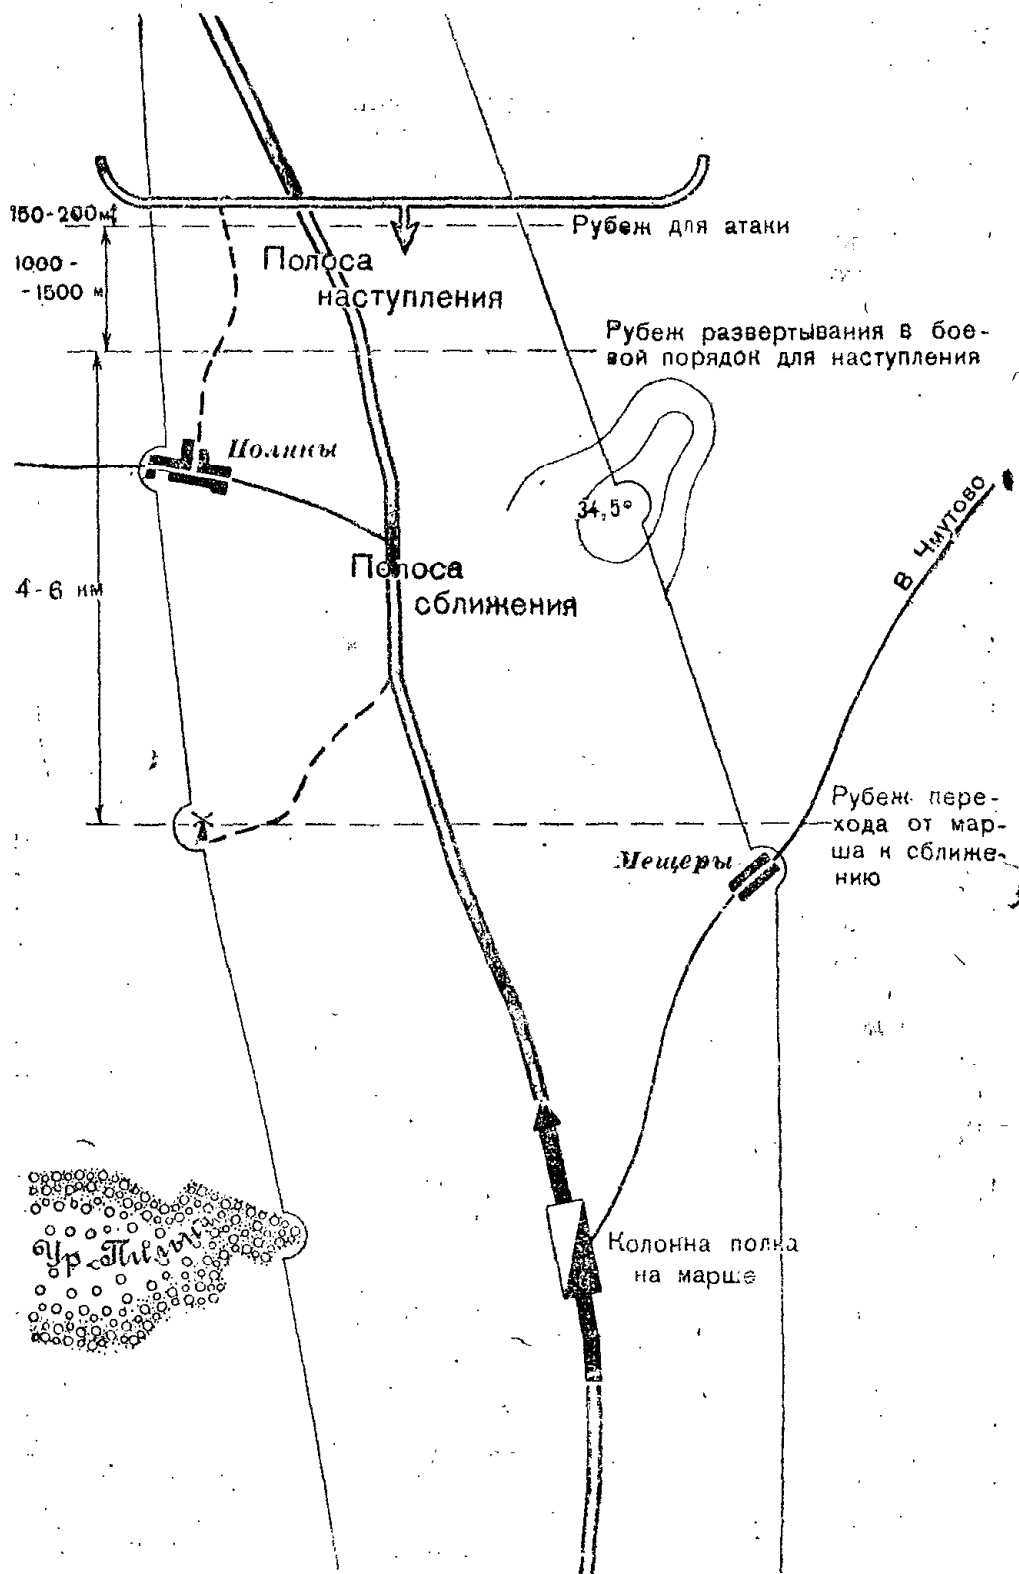 150-200м
Рубеж для атаки
1000-
-1500 м
Полоса
наступления
Рубеж развертывания в бое-
вой порядок для наступления
34,5°
В Чмутово
4-6 км
Полоса
сближения
Рубеж пере-
хода от мар-
ша к сближе-
нию
Мещеры
Ур.
Колонна полка
на марше